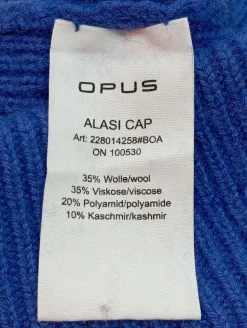 OPUS
ALASI CAP
Art: 228014258#BOA
ON 100530
35% Wolle/wool
35% Viskose/viscose
20% Polyamid/polyamide
10% Kaschmir/kashmir